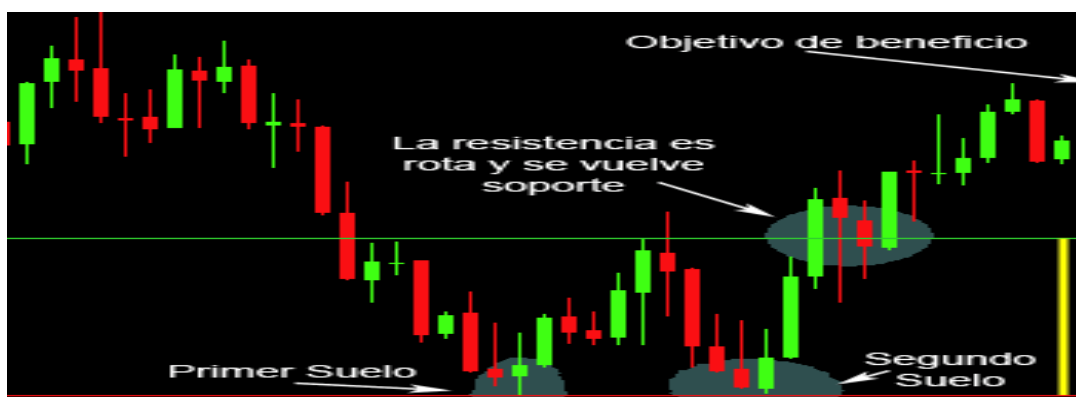 Objetivo de beneficio
La resistencia es
rota y se vuelve
soporte
Primer Suelo
Segundo
Suelo